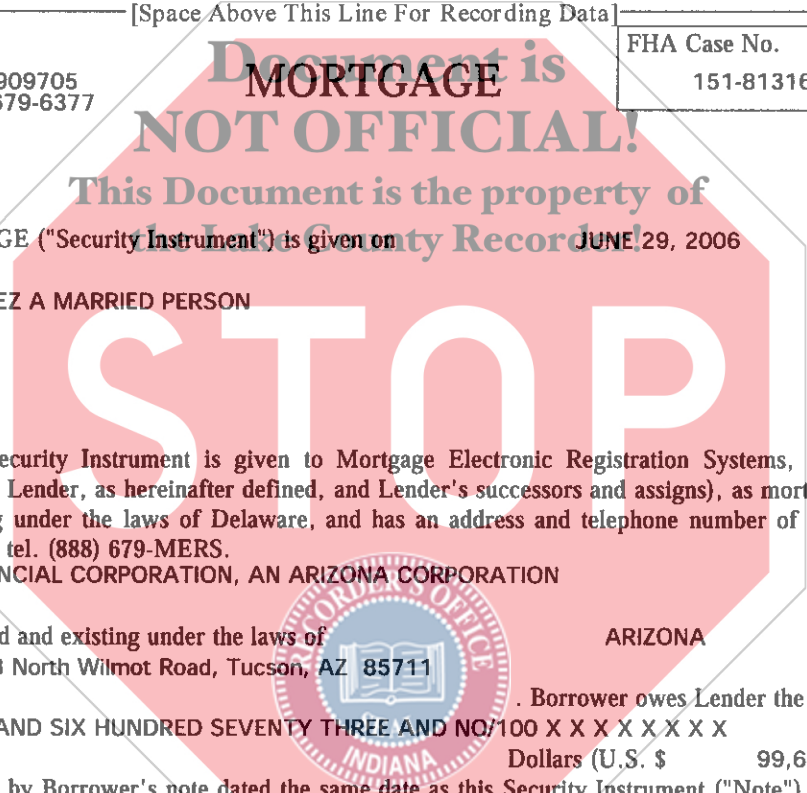 [Space Above This Line For Recording Data]
FHA Case No.
909705
679-6377
MORTGAGE
151-81316
Document is
NOT OFFICIAL!
This Document is the property of
the Lake County Recorder!
GE ("Security Instrument") is given on JUNE 29, 2006
EZ A MARRIED PERSON
STOP
ecurity Instrument is given to Mortgage Electronic Registration Systems,
Lender, as hereinafter defined, and Lender's successors and assigns), as mort
under the laws of Delaware, and has an address and telephone number of
tel. (888) 679-MERS.
NCIAL CORPORATION, AN ARIZONA CORPORATION
d and existing under the laws of ARIZONA
3 North Wilmot Road, Tucson, AZ 85711
RECORDER'S OFFICE
. Borrower owes Lender the
AND SIX HUNDRED SEVENTY THREE AND NO/100 X X X X X X X X
INDIANA
Dollars (U.S. $ 99,6
by Borrower's note dated the same date as this Security Instrument ("Note")